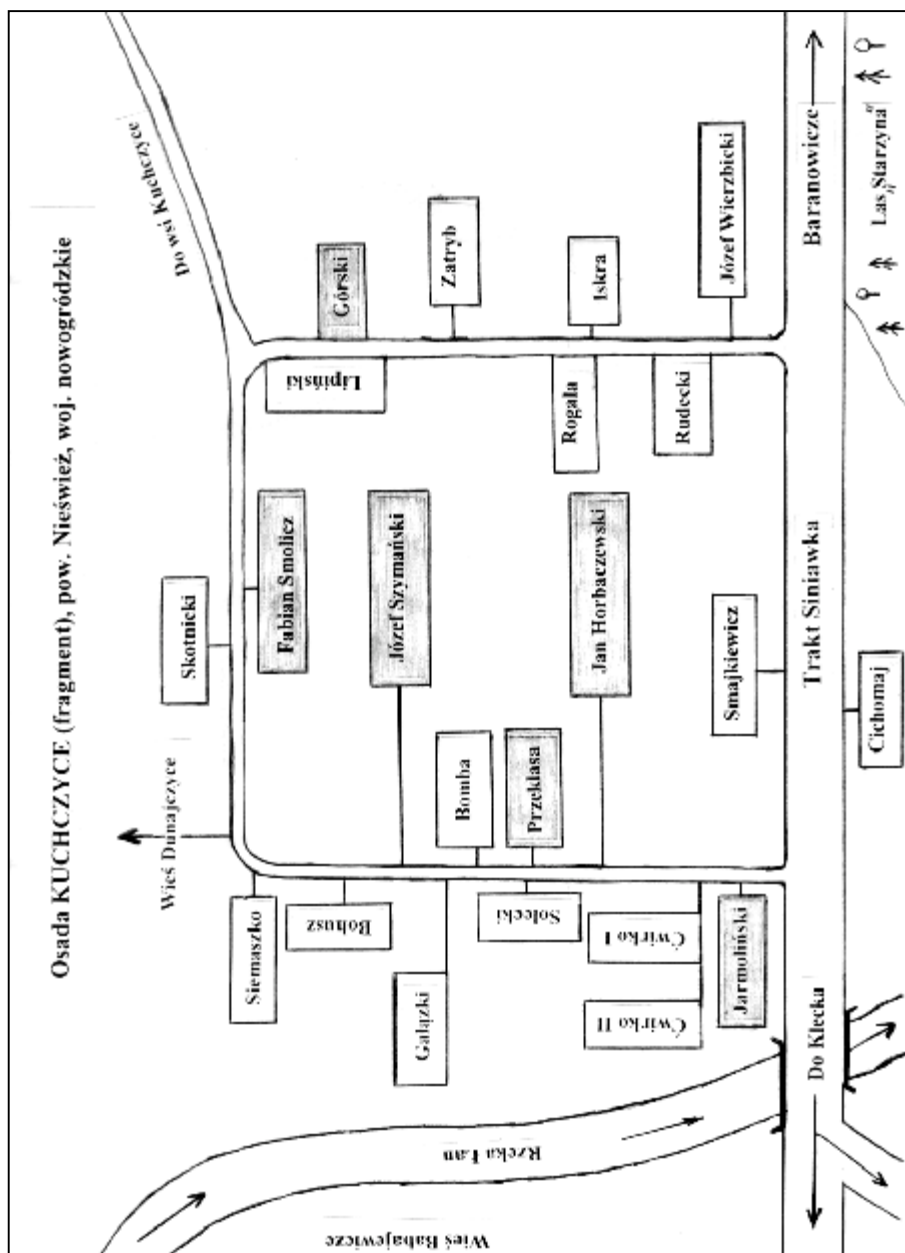 Osada KUCHCZYCE (fragment), pow. Nieśwież, woj. nowogródzkie
Do wsi Kuchczyce
Wieś Dunajczyce
Skotnicki
Siemaszko
Fabian Smolicz
Lipiński
Górski
Bohusz
Józef Szymański
Zatryb
Gałązki
Bomba
Solecki
Przeklasa
Rogala
Iskra
Ćwirko I
Ćwirko II
Jan Horbaczewski
Rudecki
Józef Wierzbicki
Jarmoliński
Smajkiewicz
Rzeka Łan
Wieś Babajewicze
Do Klecka
Trakt Siniawka
Baranowicze
Cichomaj
Las „Starzyna”